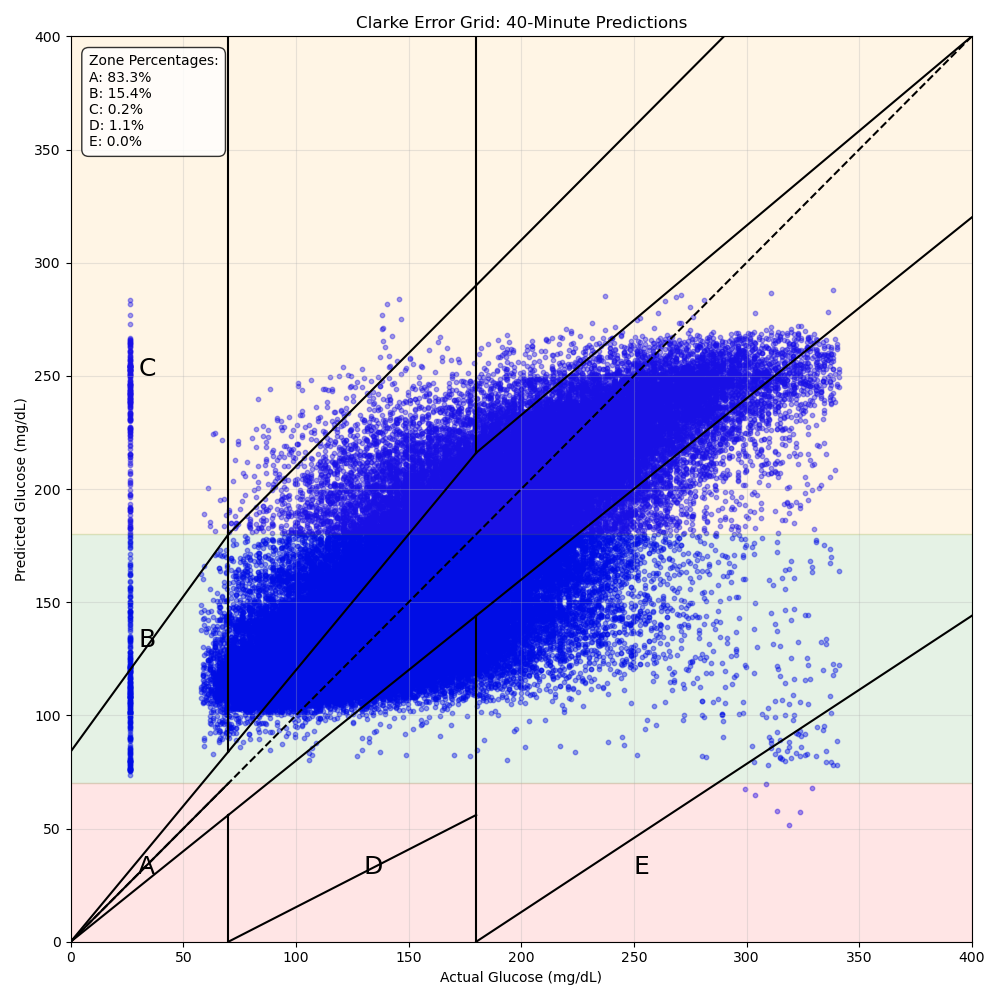 Clarke Error Grid: 40-Minute Predictions
Zone Percentages:
A: 83.3%
B: 15.4%
C: 0.2%
D: 1.1%
E: 0.0%
400
350
300
250
200
150
100
50
0
Predicted Glucose (mg/dL)
C
B
A
D
E
0
50
100
150
200
250
300
350
400
Actual Glucose (mg/dL)